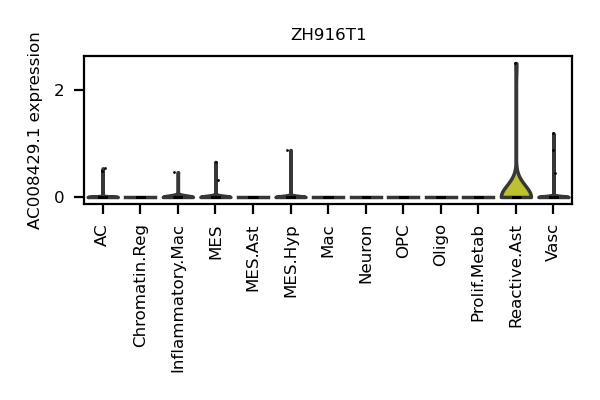 ZH916T1
AC008429.1 expression
2
0
AC
Chromatin.Reg
Inflammatory.Mac
MES
MES.Ast
MES.Hyp
Mac
Neuron
OPC
Oligo
Prolif.Metab
Reactive.Ast
Vasc